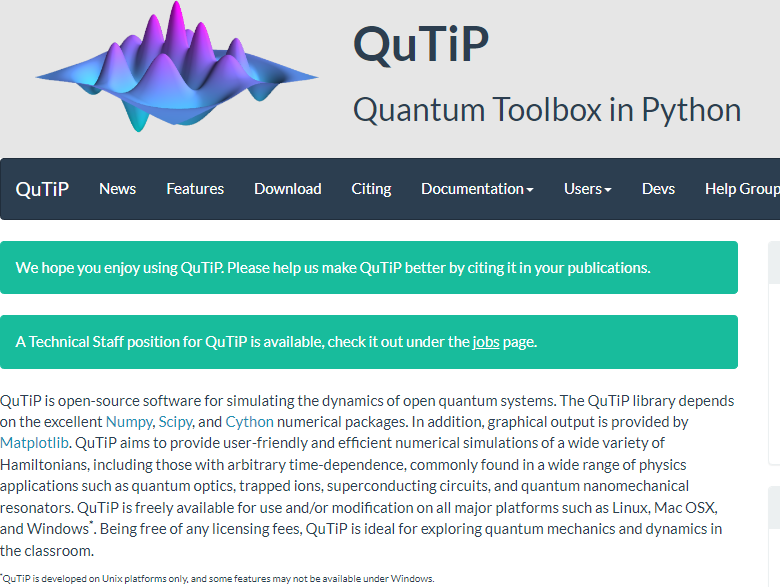 QuTiP
Quantum Toolbox in Python
QuTiP News Features Download Citing Documentation Users Devs Help Group
We hope you enjoy using QuTiP. Please help us make QuTiP better by citing it in your publications.
A Technical Staff position for QuTiP is available, check it out under the jobs page.
QuTiP is open-source software for simulating the dynamics of open quantum systems. The QuTiP library depends
on the excellent Numpy, Scipy, and Cython numerical packages. In addition, graphical output is provided by
Matplotlib. QuTiP aims to provide user-friendly and efficient numerical simulations of a wide variety of
Hamiltonians, including those with arbitrary time-dependence, commonly found in a wide range of physics
applications such as quantum optics, trapped ions, superconducting circuits, and quantum nanomechanical
resonators. QuTiP is freely available for use and/or modification on all major platforms such as Linux, Mac OSX,
and Windows*. Being free of any licensing fees, QuTiP is ideal for exploring quantum mechanics and dynamics in
the classroom.
*QuTiP is developed on Unix platforms only, and some features may not be available under Windows.